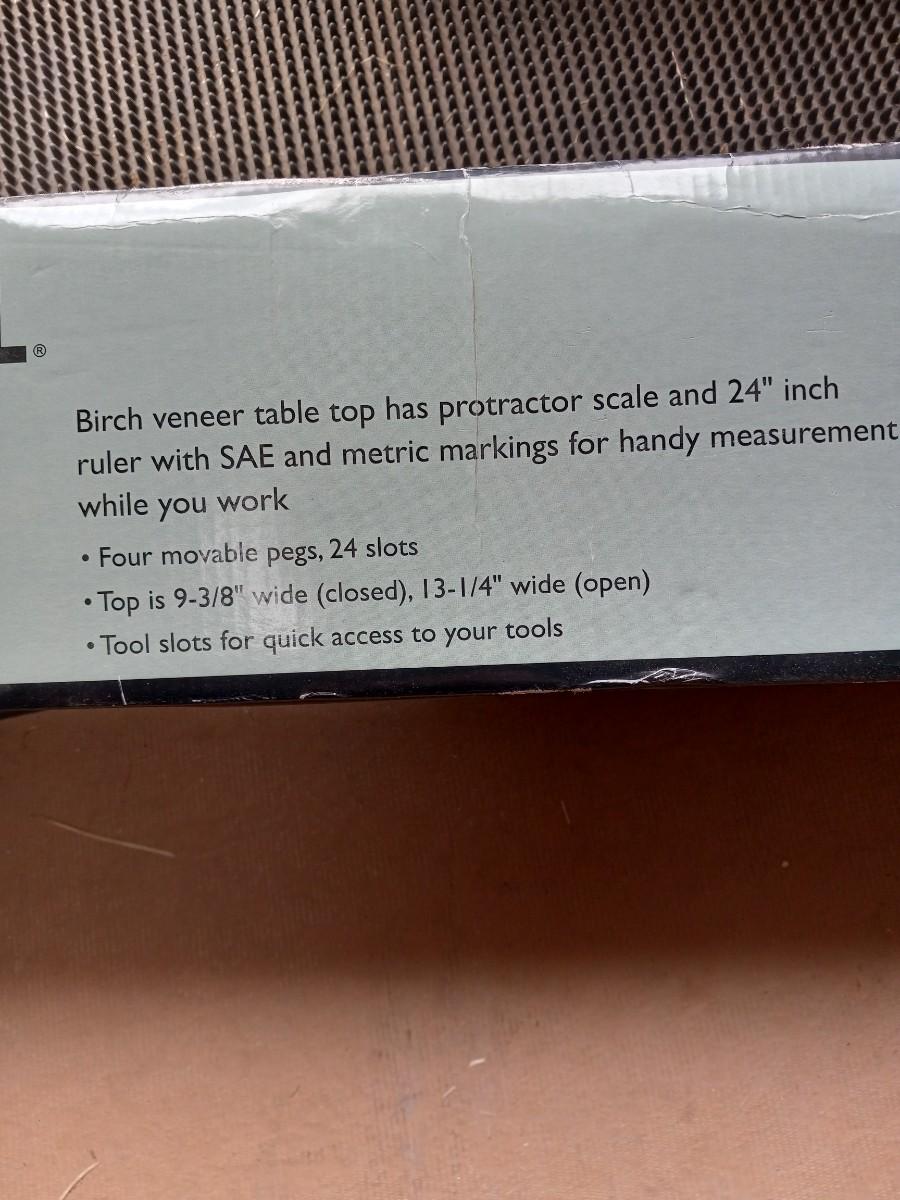 L®
Birch veneer table top has protractor scale and 24" inch
ruler with SAE and metric markings for handy measurement
while you work
• Four movable pegs, 24 slots
• Top is 9-3/8" wide (closed), 13-1/4" wide (open)
• Tool slots for quick access to your tools